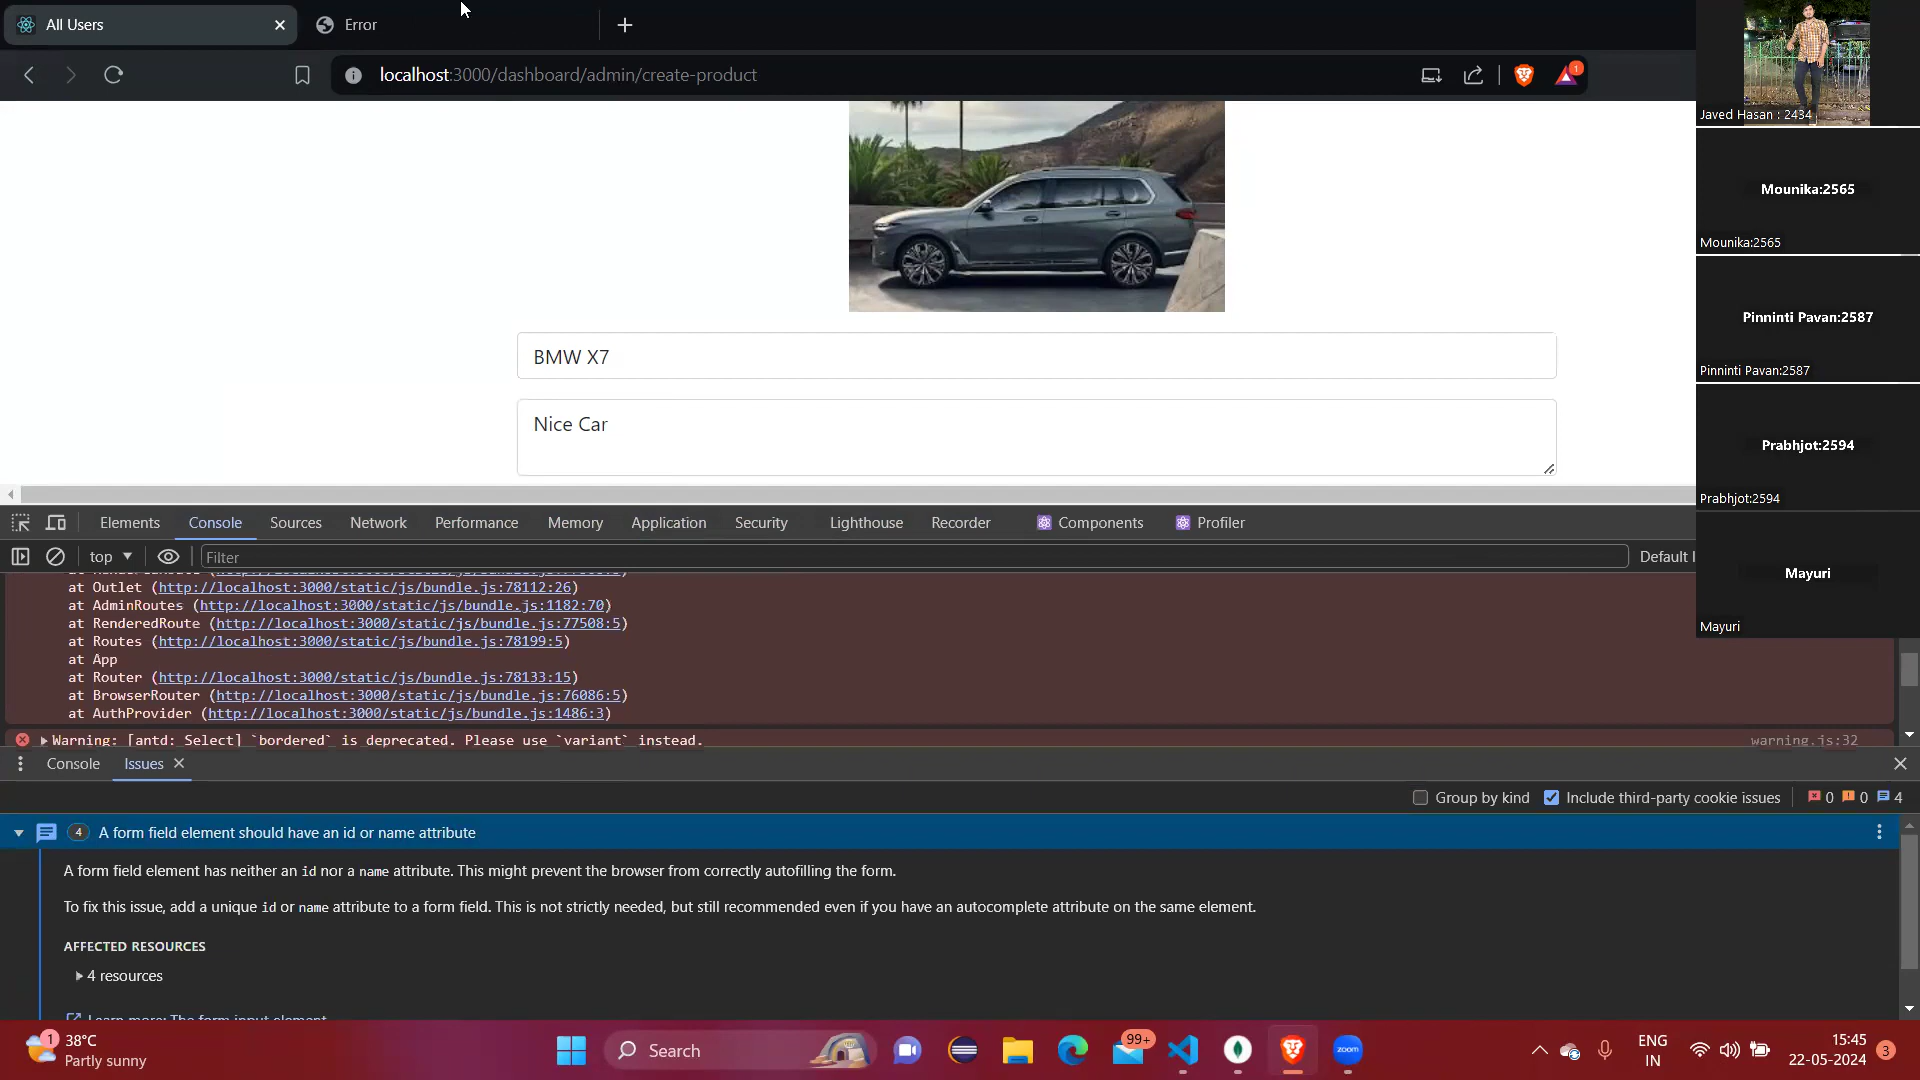 All Users
Error
localhost:3000/dashboard/admin/create-product
1
Javed Hasan : 2434
Mounika:2565
Mounika:2565
Pinninti Pavan:2587
Pinninti Pavan:2587
Prabhjot:2594
Prabhjot:2594
Mayuri
Mayuri
BMW X7
Nice Car
Elements Console Sources Network Performance Memory Application Security Lighthouse Recorder Components Profiler
top
Filter
Default
at Outlet (http://localhost:3000/static/js/bundle.js:78112:26)
at AdminRoutes (http://localhost:3000/static/js/bundle.js:1182:70)
at RenderedRoute (http://localhost:3000/static/js/bundle.js:77508:5)
at Routes (http://localhost:3000/static/js/bundle.js:78199:5)
at App
at Router (http://localhost:3000/static/js/bundle.js:78133:15)
at BrowserRouter (http://localhost:3000/static/js/bundle.js:76086:5)
at AuthProvider (http://localhost:3000/static/js/bundle.js:1486:3)
Warning: [antd: Select] `bordered` is deprecated. Please use `variant` instead. warning.js:32
Console Issues
Group by kind Include third-party cookie issues 0 0 4
4 A form field element should have an id or name attribute
A form field element has neither an id nor a name attribute. This might prevent the browser from correctly autofilling the form.
To fix this issue, add a unique id or name attribute to a form field. This is not strictly needed, but still recommended even if you have an autocomplete attribute on the same element.
AFFECTED RESOURCES
4 resources
Learn more: The form input element
1
38°C
Partly sunny
Search
99+
zoom
ENG
IN
15:45
22-05-2024
3